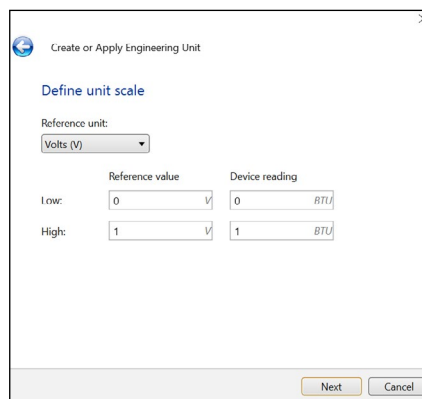 Create or Apply Engineering Unit
Define unit scale
Reference unit:
Volts (V)
Reference value Device reading
Low: 0 V 0 BTU
High: 1 V 1 BTU
Next Cancel